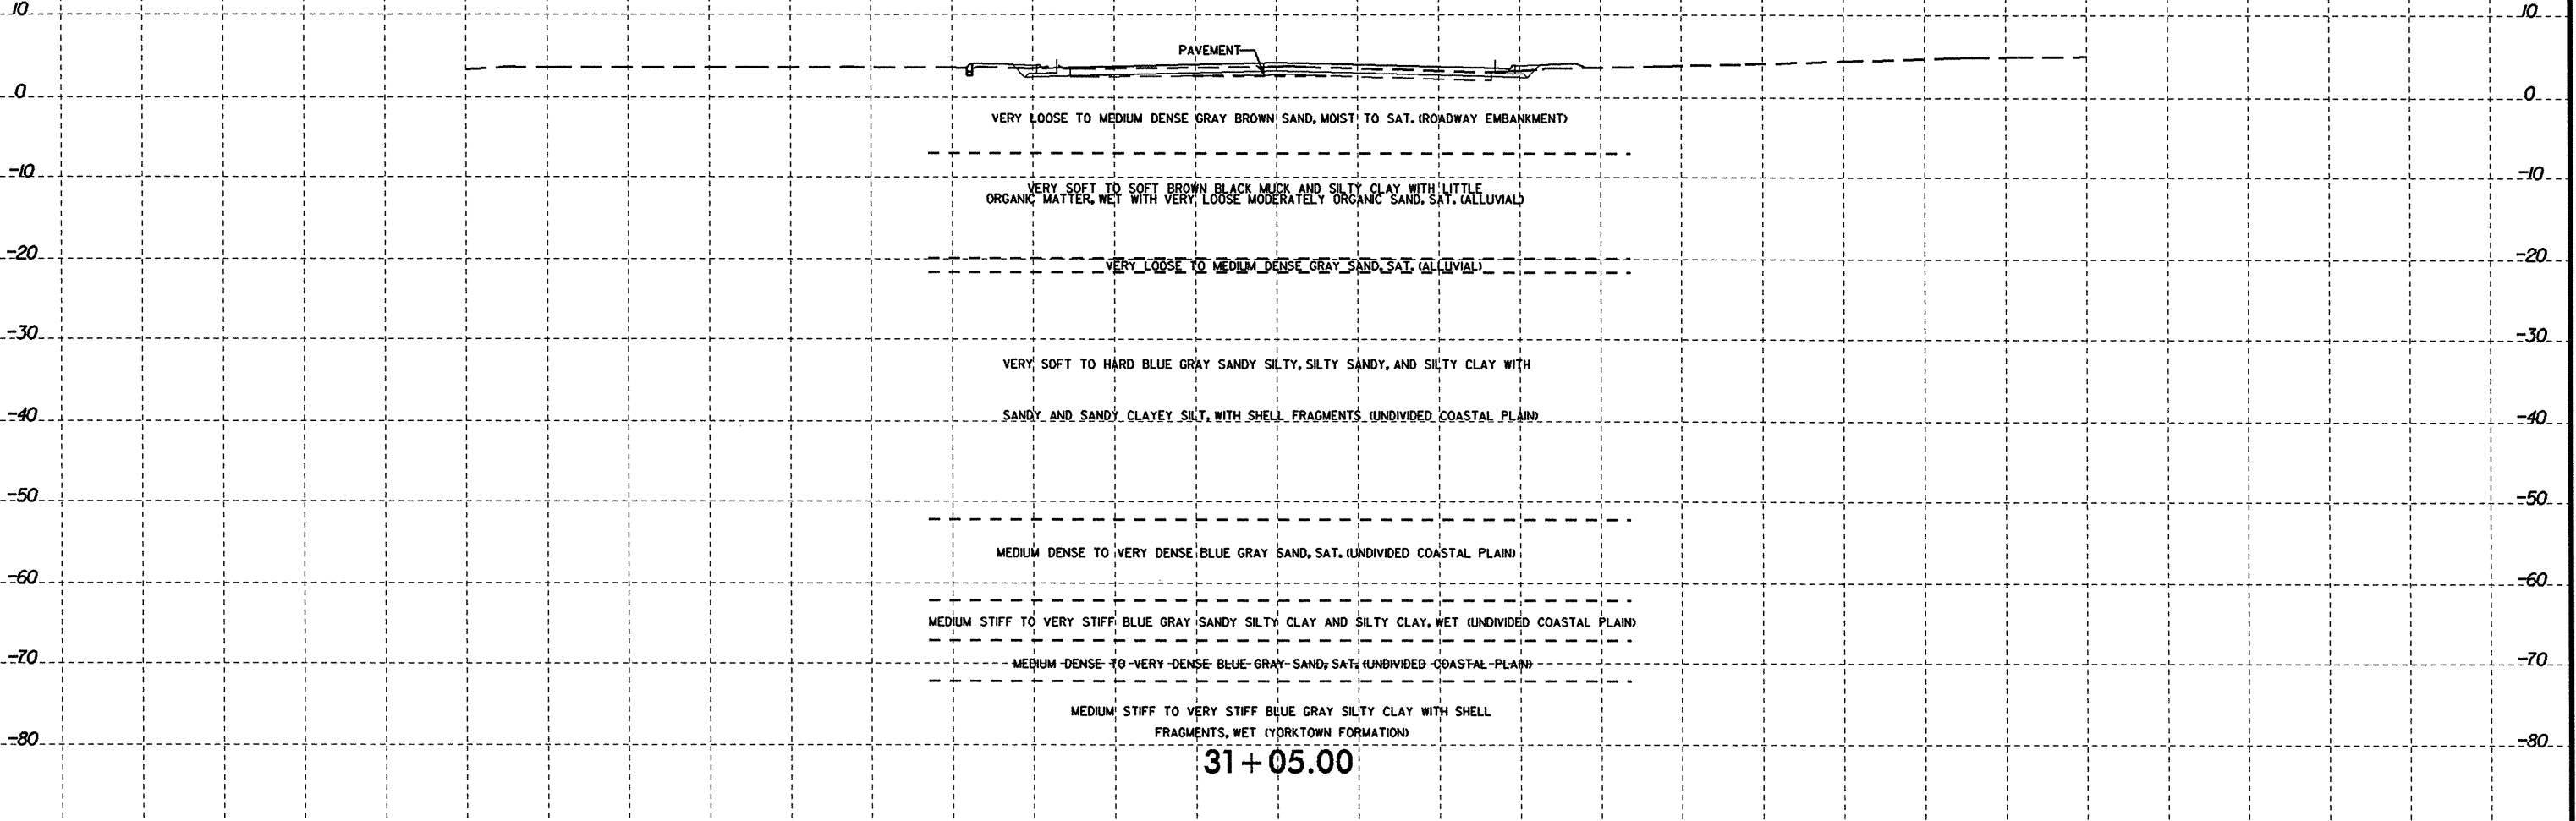 10 10
PAVEMENT
0 0
VERY LOOSE TO MEDIUM DENSE GRAY BROWN SAND, MOIST TO SAT. (ROADWAY EMBANKMENT)
-10 -10
VERY SOFT TO SOFT BROWN BLACK MUCK AND SILTY CLAY WITH LITTLE
ORGANIC MATTER, WET WITH VERY LOOSE MODERATELY ORGANIC SAND, SAT. (ALLUVIAL)
-20 -20
VERY LOOSE TO MEDIUM DENSE GRAY SAND, SAT. (ALLUVIAL)
-30 -30
VERY SOFT TO HARD BLUE GRAY SANDY SILTY, SILTY SANDY, AND SILTY CLAY WITH
-40 -40
SANDY AND SANDY CLAYEY SILT, WITH SHELL FRAGMENTS (UNDIVIDED COASTAL PLAIN)
-50 -50
MEDIUM DENSE TO VERY DENSE BLUE GRAY SAND, SAT. (UNDIVIDED COASTAL PLAIN)
-60 -60
MEDIUM STIFF TO VERY STIFF BLUE GRAY SANDY SILTY CLAY AND SILTY CLAY, WET (UNDIVIDED COASTAL PLAIN)
-70 -70
MEDIUM DENSE TO VERY DENSE BLUE GRAY SAND, SAT. (UNDIVIDED COASTAL PLAIN)
MEDIUM STIFF TO VERY STIFF BLUE GRAY SILTY CLAY WITH SHELL
FRAGMENTS, WET (YORKTOWN FORMATION)
-80 -80
31+05.00